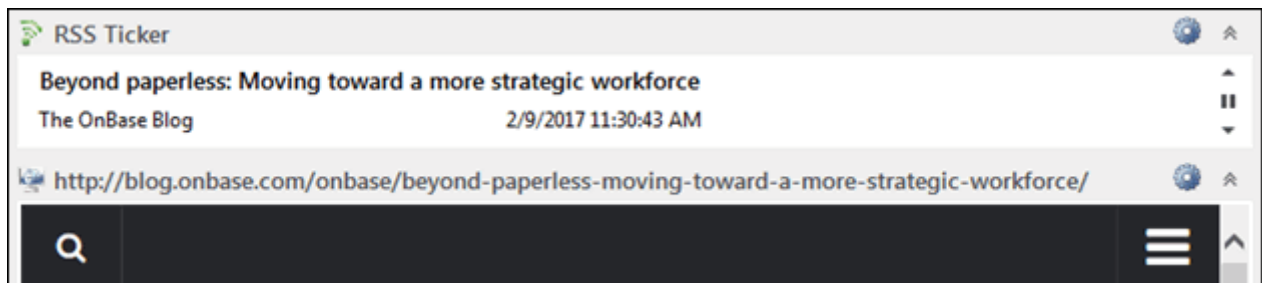 RSS Ticker
Beyond paperless: Moving toward a more strategic workforce
The OnBase Blog 2/9/2017 11:30:43 AM
http://blog.onbase.com/onbase/beyond-paperless-moving-toward-a-more-strategic-workforce/